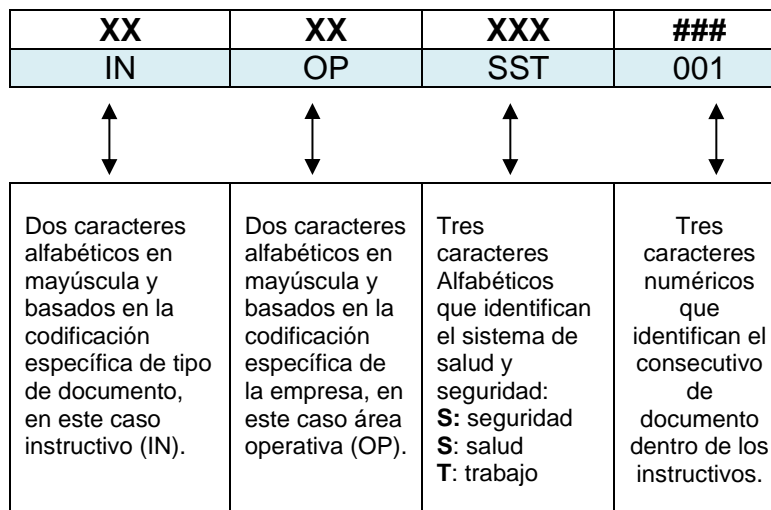 XX XX XXX ###
IN OP SST 001
Dos caracteres
alfabéticos en
mayúscula y
basados en la
codificación
específica de tipo
de documento,
en este caso
instructivo (IN).
Dos caracteres
alfabéticos en
mayúscula y
basados en la
codificación
específica de
la empresa, en
este caso área
operativa (OP).
Tres
caracteres
Alfabéticos
que identifican
el sistema de
salud y
seguridad:
S: seguridad
S: salud
T: trabajo
Tres
caracteres
numéricos
que
identifican el
consecutivo
de
documento
dentro de los
instructivos.